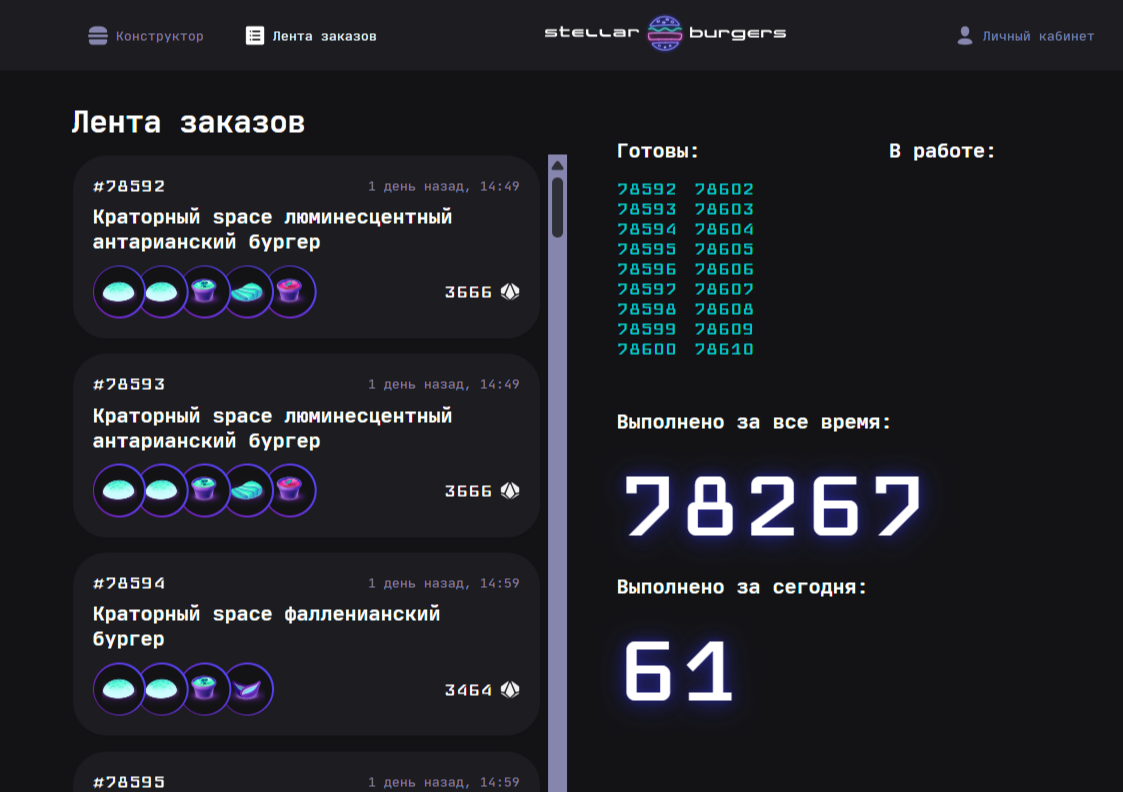 Конструктор
Лента заказов
stellar burgers
Личный кабинет
Лента заказов
#78592
1 день назад, 14:49
Краторный space люминесцентный
антарианский бургер
3666
#78593
1 день назад, 14:49
Краторный space люминесцентный
антарианский бургер
3666
#78594
1 день назад, 14:59
Краторный space фалленианский
бургер
3464
#78595
1 день назад, 14:59
Готовы:
78592 78602
78593 78603
78594 78604
78595 78605
78596 78606
78597 78607
78598 78608
78599 78609
78600 78610
В работе:
Выполнено за все время:
78267
Выполнено за сегодня:
61